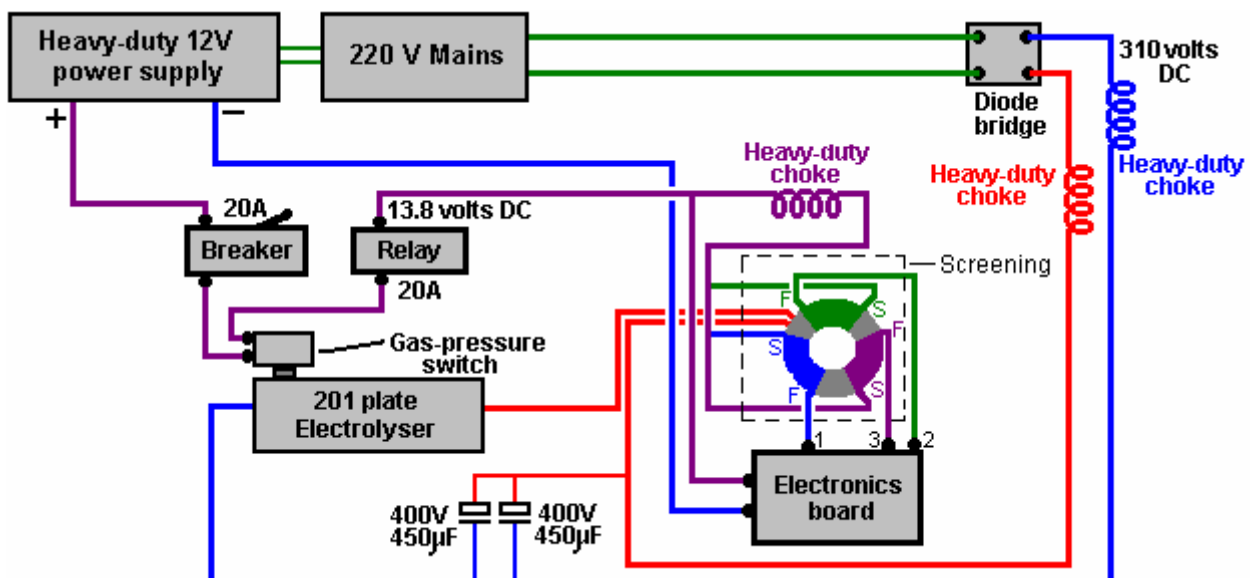 Heavy-duty 12V
power supply
220 V Mains
310 volts
DC
Diode
bridge
+
−
Heavy-duty
choke
Heavy-duty
choke
Heavy-duty
choke
20A
13.8 volts DC
Breaker
Relay
20A
Screening
F
S
F
S
F
S
Gas-pressure
switch
201 plate
Electrolyser
1
3
2
Electronics
board
400V
450µF
400V
450µF